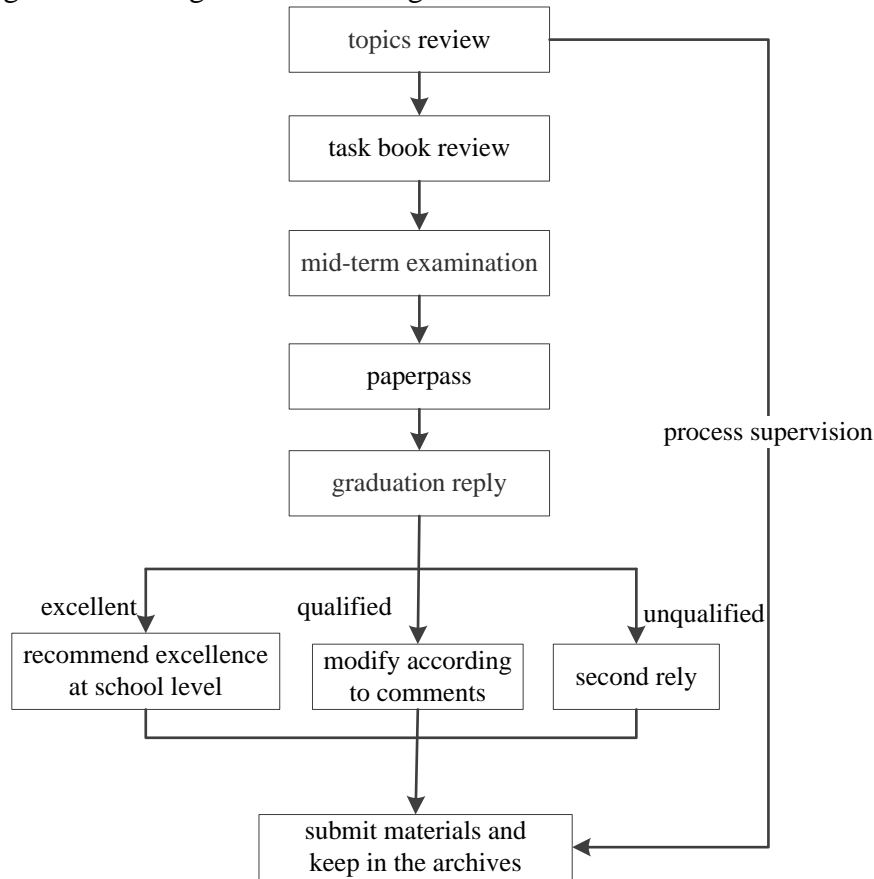 topics review
task book review
mid-term examination
paperpass
process supervision
graduation reply
excellent
qualified
unqualified
recommend excellence
at school level
modify according
to comments
second rely
submit materials and
keep in the archives